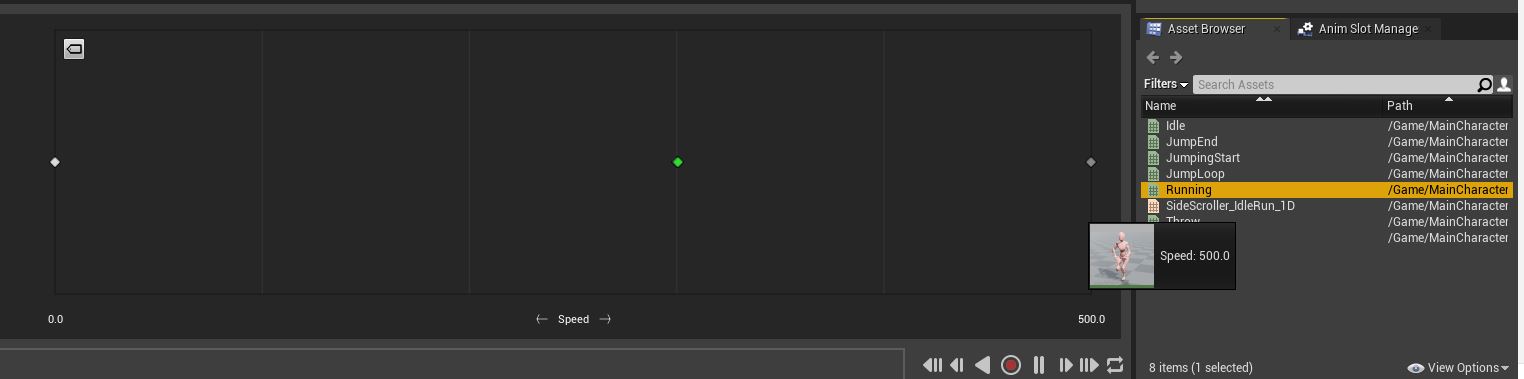 Asset Browser
Anim Slot Manage
Filters
Search Assets
Name Path
Idle /Game/MainCharacter
JumpEnd /Game/MainCharacter
JumpingStart /Game/MainCharacter
JumpLoop /Game/MainCharacter
Running /Game/MainCharacter
SideScroller_IdleRun_1D /Game/MainCharacter
Throw /Game/MainCharacter
/Game/MainCharacter
Speed: 500.0
0.0 Speed 500.0
8 items (1 selected) View Options